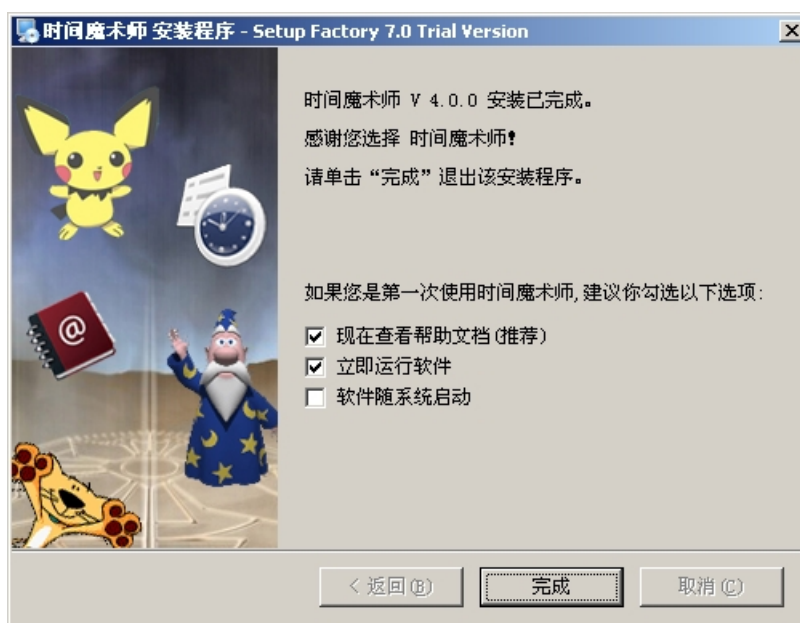 时间魔术师 安装程序 - Setup Factory 7.0 Trial Version
时间魔术师 V 4.0.0 安装已完成。
感谢您选择 时间魔术师!
请单击“完成”退出该安装程序。
如果您是第一次使用时间魔术师,建议你勾选以下选项:
现在查看帮助文档(推荐)
立即运行软件
软件随系统启动
@
< 返回(B)
完成
取消(C)